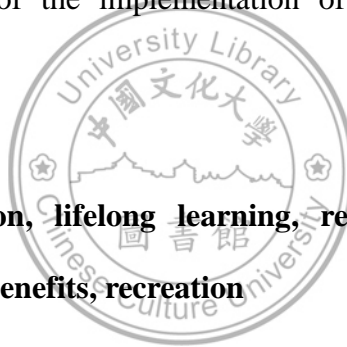 the implementation of
University Library
中國文化大學
on, lifelong learning, re
圖書館
enefits, recreation
Chinese Culture University